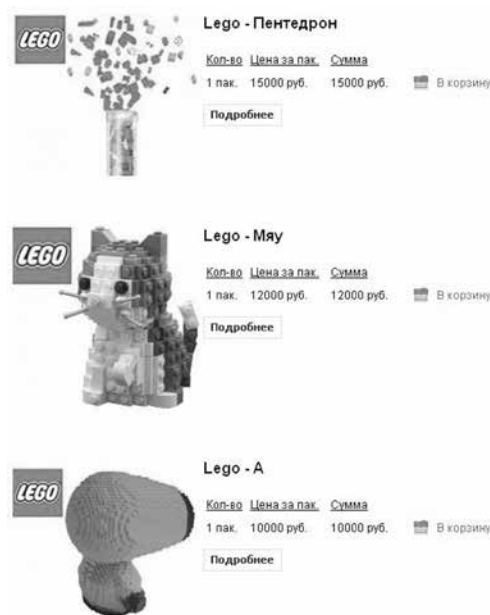 LEGO
Lego - Пентедрон
Кол-во Цена за пак. Сумма
1 пак. 15000 руб. 15000 руб. В корзину
Подробнее
LEGO
Lego - Мяу
Кол-во Цена за пак. Сумма
1 пак. 12000 руб. 12000 руб. В корзину
Подробнее
LEGO
Lego - А
Кол-во Цена за пак. Сумма
1 пак. 10000 руб. 10000 руб. В корзину
Подробнее